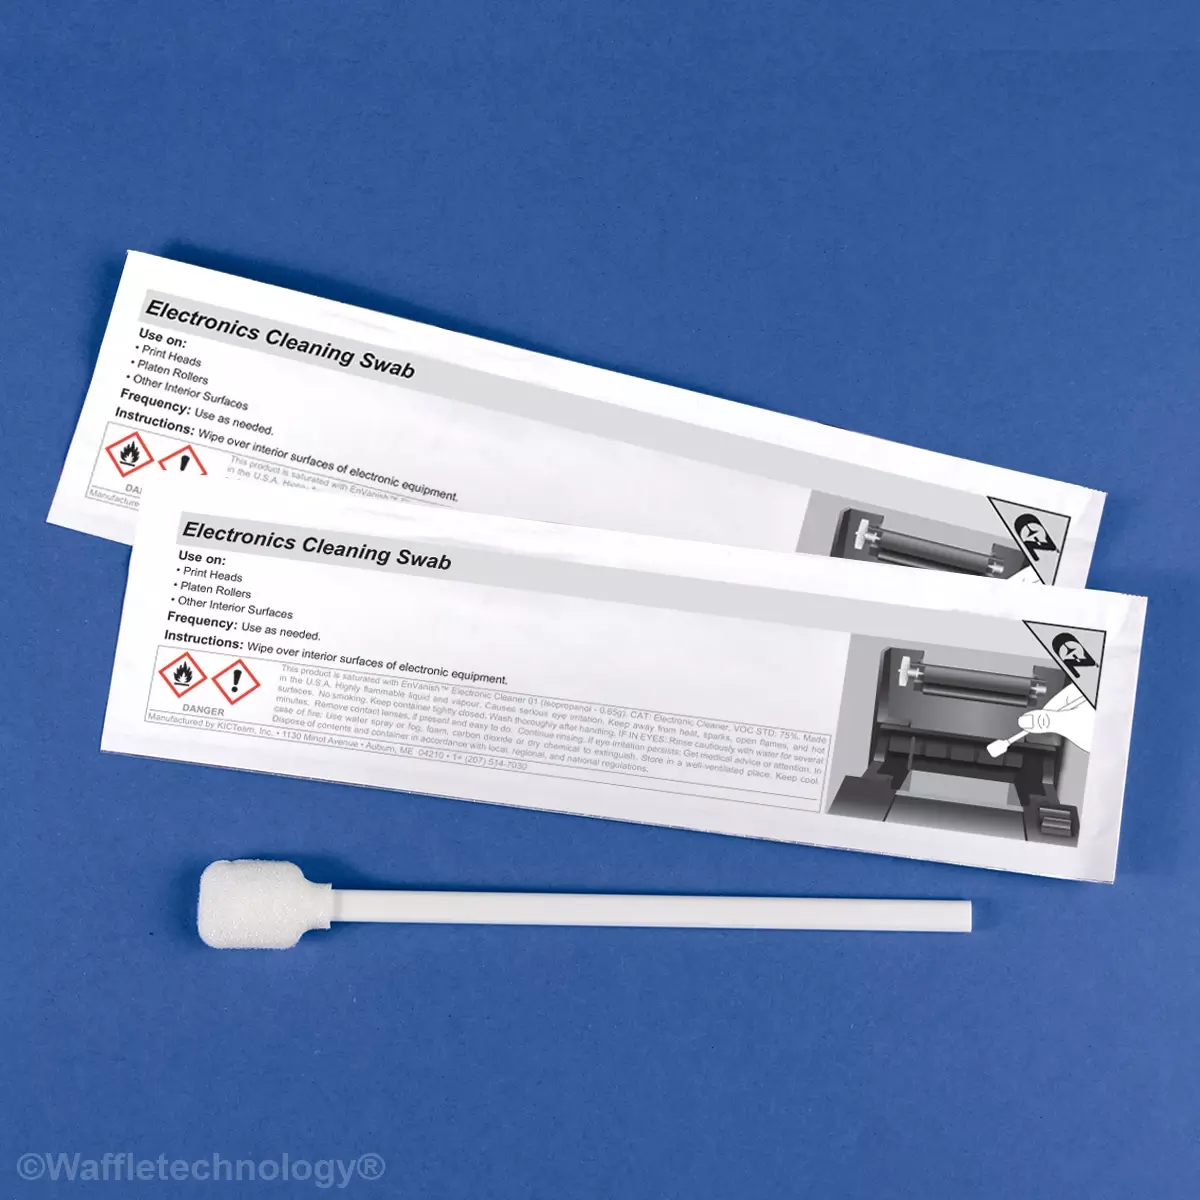 Electronics Cleaning Swab
Use on:
• Print Heads
• Platen Rollers
• Other Interior Surfaces
Frequency: Use as needed.
Instructions: Wipe over interior surfaces of electronic equipment.
This product is saturated with EnVanish™
in the U.S.A.
DA
Manufacture
Electronics Cleaning Swab
Use on:
• Print Heads
• Platen Rollers
• Other Interior Surfaces
Frequency: Use as needed.
Instructions: Wipe over interior surfaces of electronic equipment.
This product is saturated with EnVanish™ Electronic Cleaner 01 (Isopropanol - 0.65g). CAT: Electronic Cleaner, VOC STD: 75%. Made
in the U.S.A. Highly flammable liquid and vapour. Causes serious eye irritation. Keep away from heat, sparks, open flames, and hot
surfaces. No smoking. Keep container tightly closed. Wash thoroughly after handling. IF IN EYES: Rinse cautiously with water for several
minutes. Remove contact lenses, if present and easy to do. Continue rinsing. If eye irritation persists: Get medical advice or attention. In
case of fire: Use water spray or fog, foam, carbon dioxide or dry chemical to extinguish. Store in a well-ventilated place. Keep cool.
Dispose of contents and container in accordance with local, regional, and national regulations.
DANGER
Manufactured by KICTeam, Inc. • 1130 Minot Avenue • Auburn, ME 04210 • 1+ (207) 514-7030
©Waffletechnology®